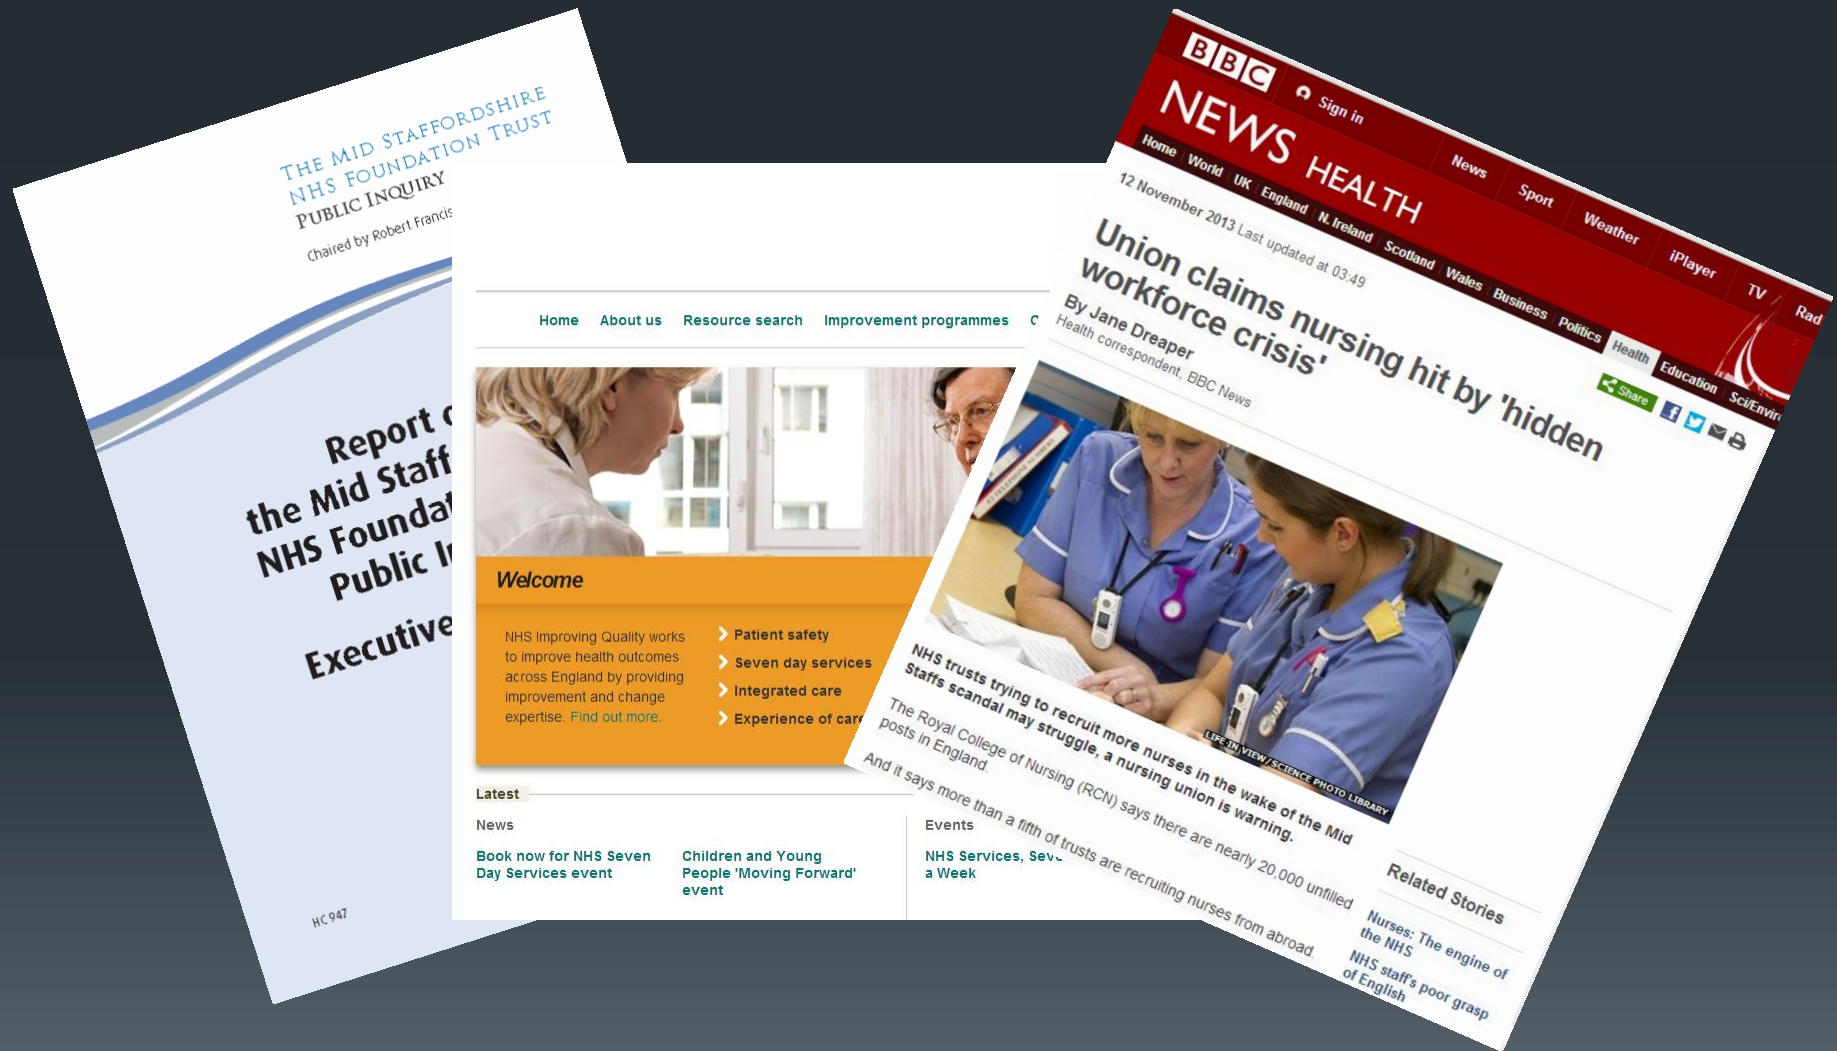 THE MID STAFFORDSHIRE
NHS FOUNDATION TRUST
PUBLIC INQUIRY
Chaired by Robert Francis
Report
the Mid Staff
NHS Foundat
Public I
Executive
HC 947
Home About us Resource search Improvement programmes
Welcome
NHS Improving Quality works
to improve health outcomes
across England by providing
improvement and change
expertise. Find out more.
Patient safety
Seven day services
Integrated care
Experience of care
Latest
News
Book now for NHS Seven
Day Services event
Children and Young
People 'Moving Forward'
event
Events
NHS Services, Seve
a Week
BBC
Sign in
News Sport Weather iPlayer TV Rad
NEWS HEALTH
Home World UK England N. Ireland Scotland Wales Business Politics Health Education Sci/Envir
12 November 2013 Last updated at 03:49
Share
Union claims nursing hit by 'hidden
workforce crisis'
By Jane Dreaper
Health correspondent, BBC News
LIFE IN VIEW/SCIENCE PHOTO LIBRARY
NHS trusts trying to recruit more nurses in the wake of the Mid
Staffs scandal may struggle, a nursing union is warning.
The Royal College of Nursing (RCN) says there are nearly 20,000 unfilled
posts in England.
And it says more than a fifth of trusts are recruiting nurses from abroad.
Related Stories
Nurses: The engine of
the NHS
NHS staff's poor grasp
of English